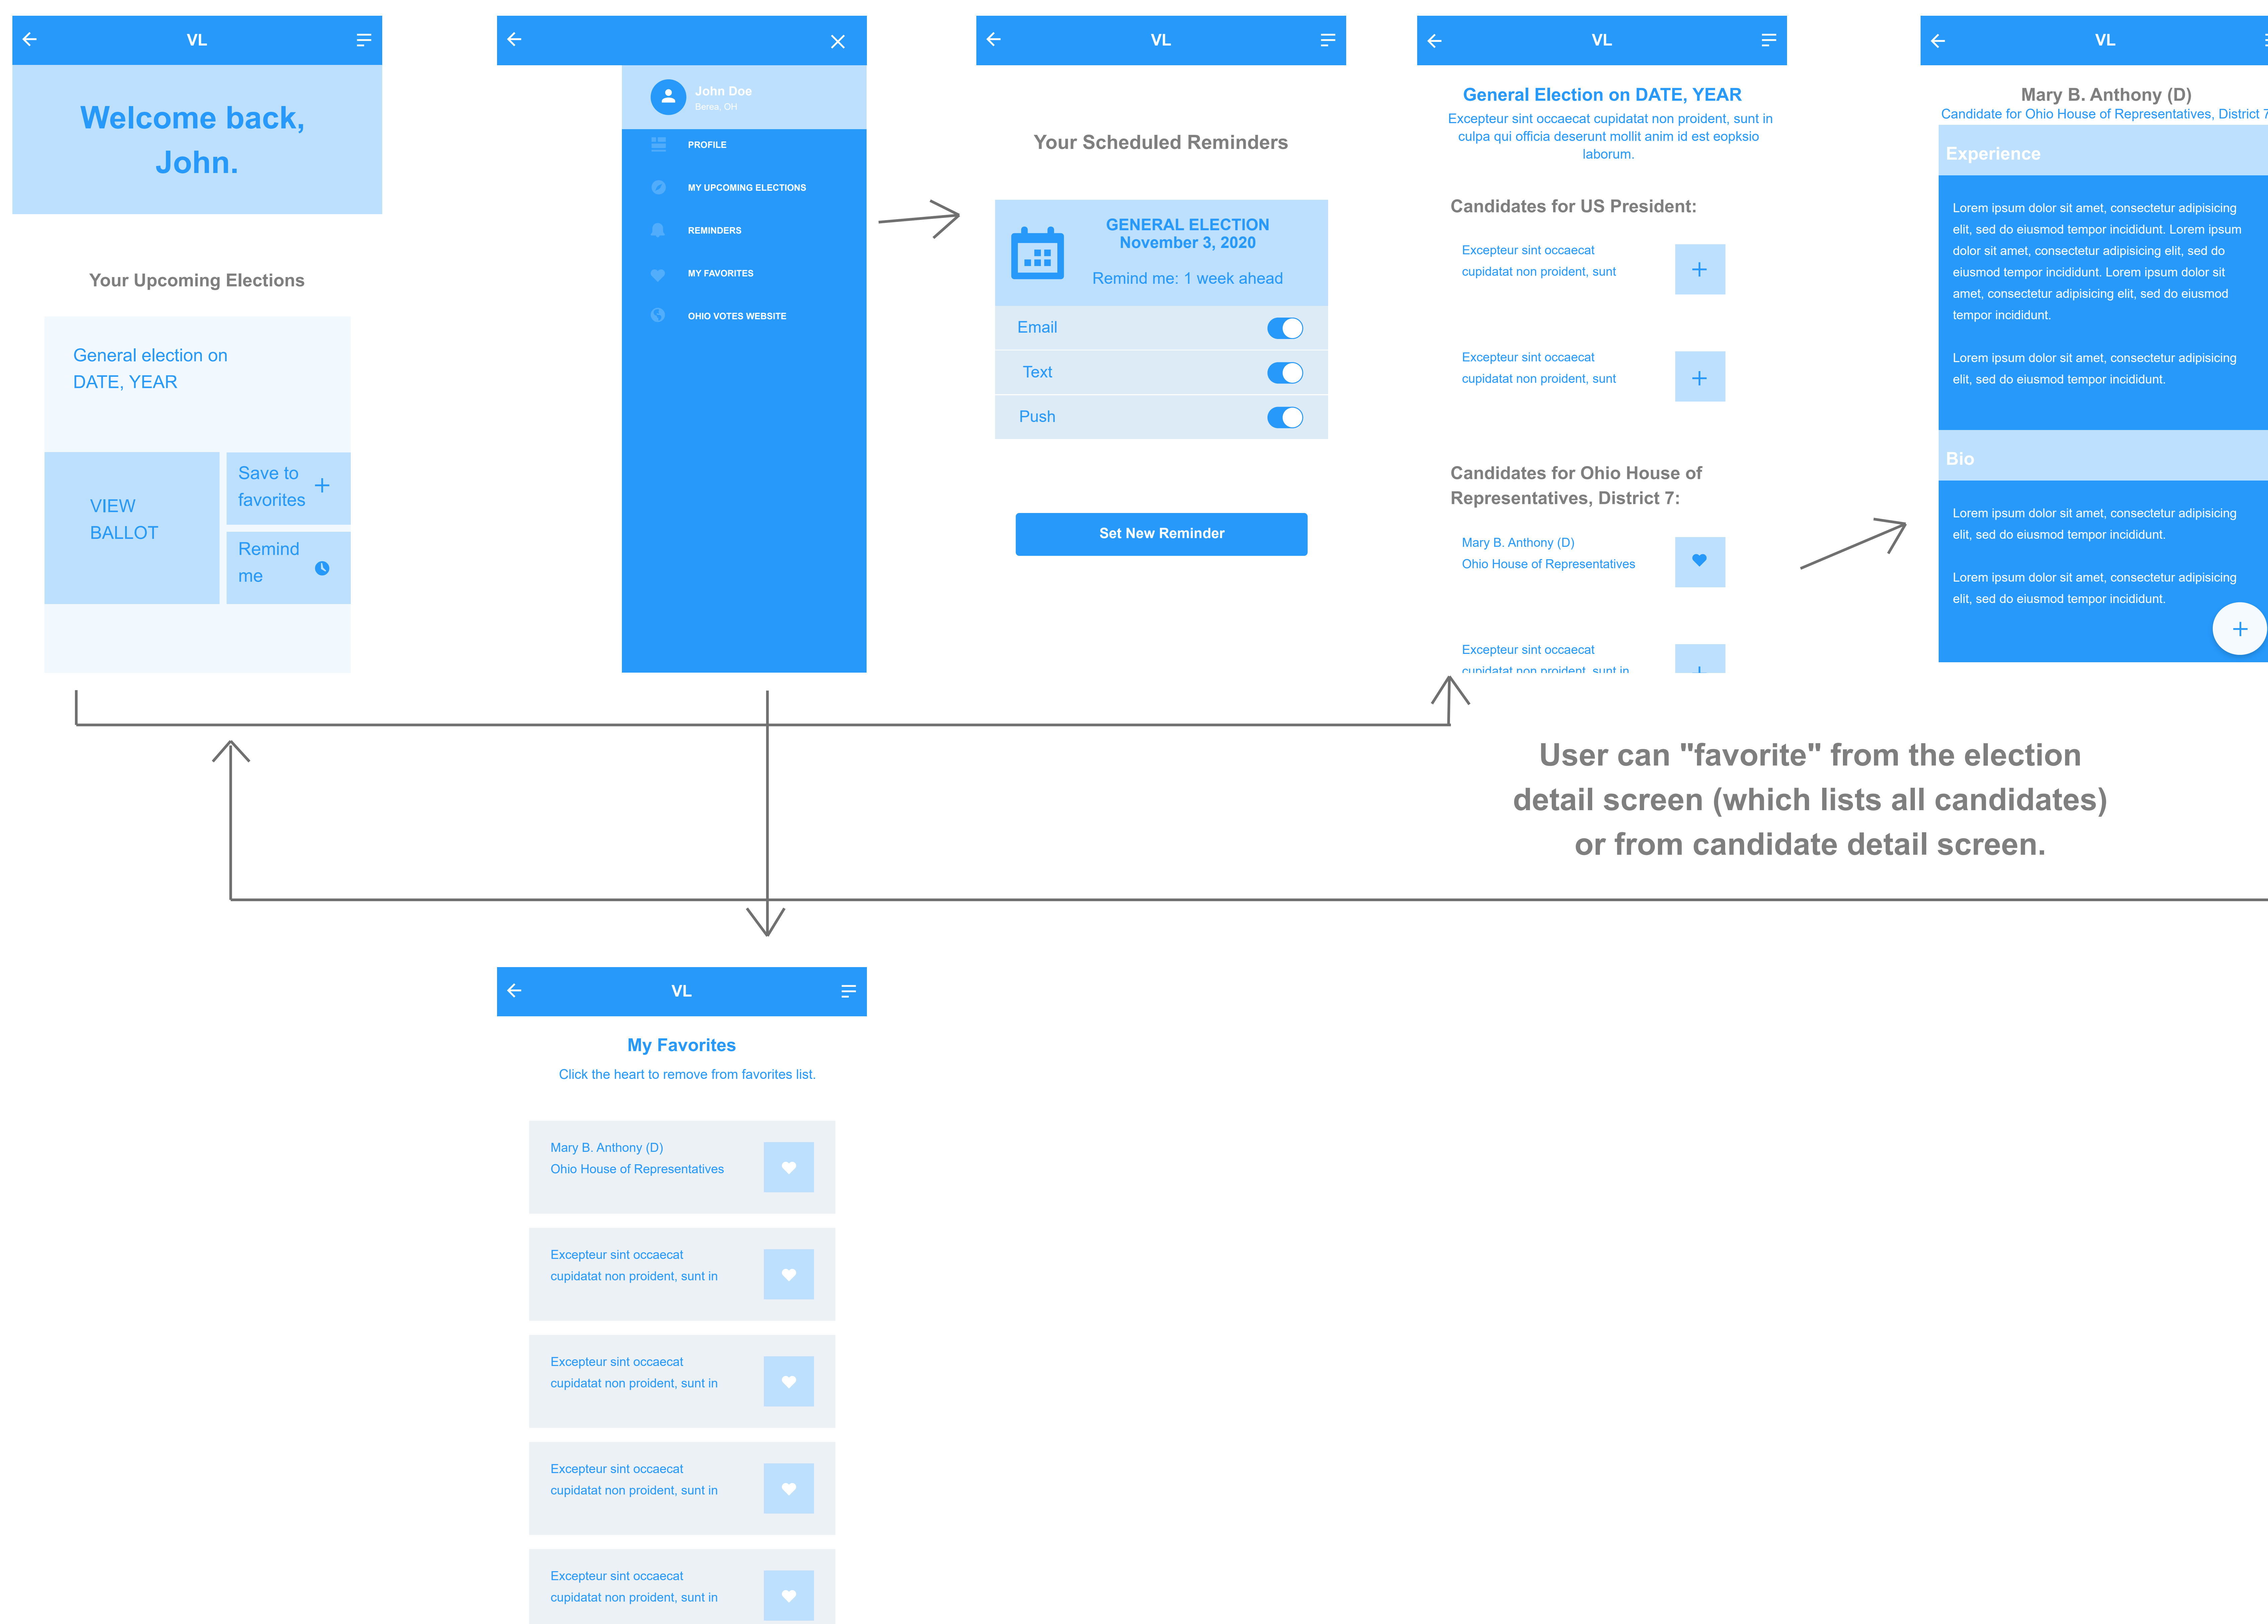 VL
Welcome back,
John.
Your Upcoming Elections
General election on
DATE, YEAR
VIEW
BALLOT
Save to
favorites
Remind
me
John Doe
Berea, OH
PROFILE
MY UPCOMING ELECTIONS
REMINDERS
MY FAVORITES
OHIO VOTES WEBSITE
VL
Your Scheduled Reminders
GENERAL ELECTION
November 3, 2020
Remind me: 1 week ahead
Email
Text
Push
Set New Reminder
VL
General Election on DATE, YEAR
Excepteur sint occaecat cupidatat non proident, sunt in
culpa qui officia deserunt mollit anim id est eopksio
laborum.
Candidates for US President:
Excepteur sint occaecat
cupidatat non proident, sunt
Excepteur sint occaecat
cupidatat non proident, sunt
Candidates for Ohio House of
Representatives, District 7:
Mary B. Anthony (D)
Ohio House of Representatives
Excepteur sint occaecat
cupidatat non proident, sunt in
VL
Mary B. Anthony (D)
Candidate for Ohio House of Representatives, District 7
Experience
Lorem ipsum dolor sit amet, consectetur adipisicing
elit, sed do eiusmod tempor incididunt. Lorem ipsum
dolor sit amet, consectetur adipisicing elit, sed do
eiusmod tempor incididunt. Lorem ipsum dolor sit
amet, consectetur adipisicing elit, sed do eiusmod
tempor incididunt.
Lorem ipsum dolor sit amet, consectetur adipisicing
elit, sed do eiusmod tempor incididunt.
Bio
Lorem ipsum dolor sit amet, consectetur adipisicing
elit, sed do eiusmod tempor incididunt.
Lorem ipsum dolor sit amet, consectetur adipisicing
elit, sed do eiusmod tempor incididunt.
User can "favorite" from the election
detail screen (which lists all candidates)
or from candidate detail screen.
VL
My Favorites
Click the heart to remove from favorites list.
Mary B. Anthony (D)
Ohio House of Representatives
Excepteur sint occaecat
cupidatat non proident, sunt in
Excepteur sint occaecat
cupidatat non proident, sunt in
Excepteur sint occaecat
cupidatat non proident, sunt in
Excepteur sint occaecat
cupidatat non proident, sunt in